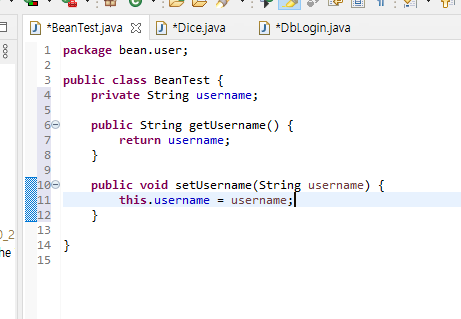 *BeanTest.java
*Dice.java
*DbLogin.java
1 package bean.user;
2
3 public class BeanTest {
4     private String username;
5
6     public String getUsername() {
7         return username;
8     }
9
10     public void setUsername(String username) {
11         this.username = username;
12     }
13
14 }
15
0_2
he